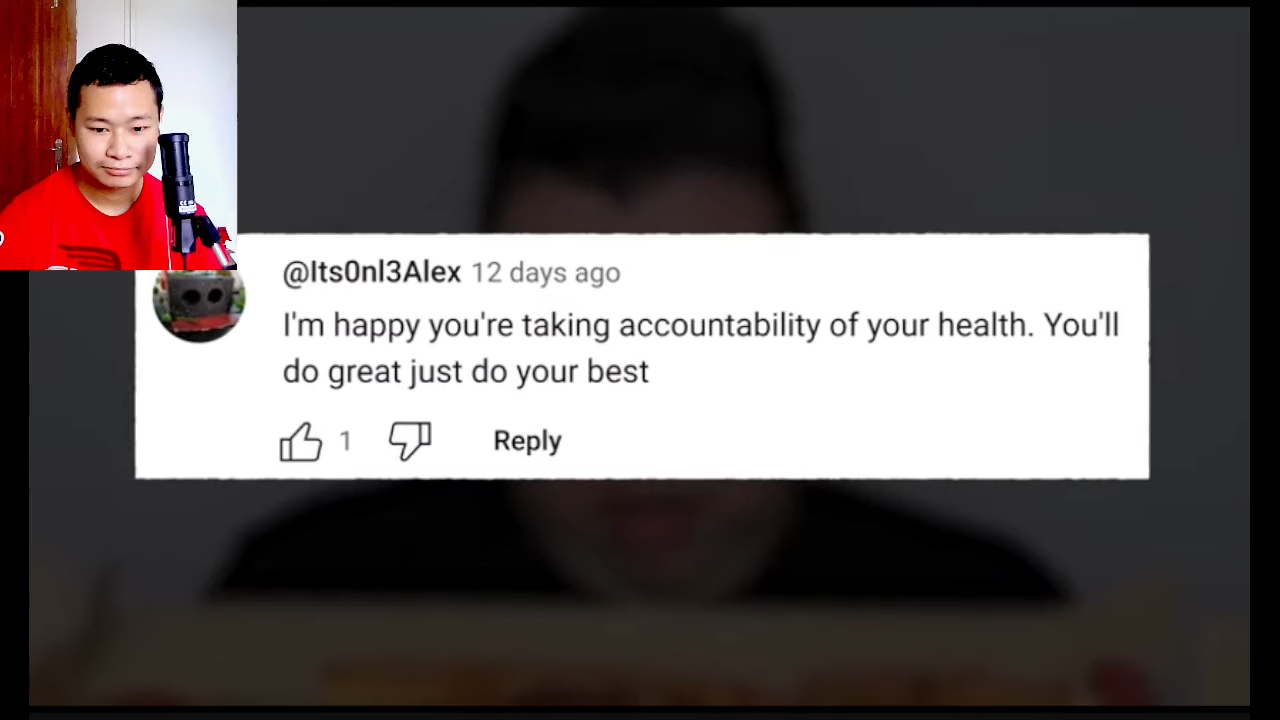 @Its0nl3Alex 12 days ago
I'm happy you're taking accountability of your health. You'll
do great just do your best
1
Reply